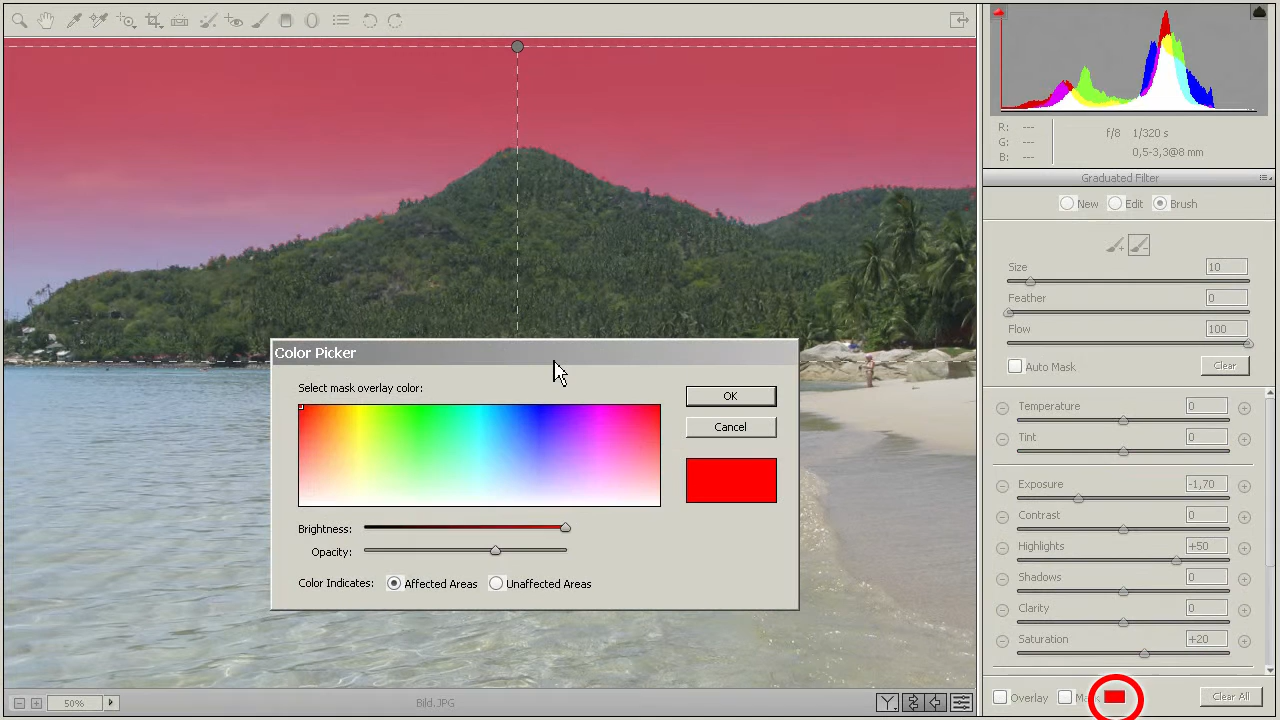 R: ---
G: ---
B: ---
f/8 1/320 s
0,5-3,3@8 mm
Graduated Filter
New Edit Brush
Size 10
Feather 0
Flow 100
Auto Mask Clear
Temperature 0
Tint 0
Exposure -1,70
Contrast 0
Highlights +50
Shadows 0
Clarity 0
Saturation +20
Overlay Clear All
Color Picker
Select mask overlay color:
OK
Cancel
Brightness:
Opacity:
Color Indicates: Affected Areas Unaffected Areas
50% Bild.JPG